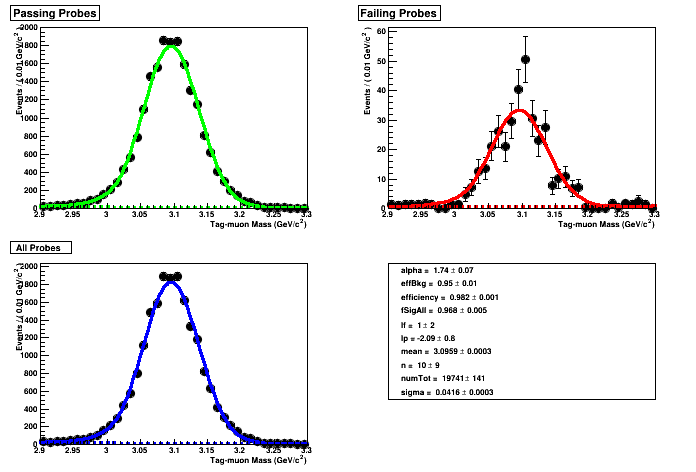 Passing Probes
Events / ( 0.01 GeV/c² )
2000
1800
1600
1400
1200
1000
800
600
400
200
0
2.9 2.95 3 3.05 3.1 3.15 3.2 3.25 3.3
Tag-muon Mass (GeV/c²)
Failing Probes
Events / ( 0.01 GeV/c² )
60
50
40
30
20
10
0
2.9 2.95 3 3.05 3.1 3.15 3.2 3.25 3.3
Tag-muon Mass (GeV/c²)
All Probes
Events / ( 0.01 GeV/c² )
2000
1800
1600
1400
1200
1000
800
600
400
200
0
2.9 2.95 3 3.05 3.1 3.15 3.2 3.25 3.3
Tag-muon Mass (GeV/c²)
alpha = 1.74 ± 0.07
effBkg = 0.95 ± 0.01
efficiency = 0.982 ± 0.001
fSigAll = 0.968 ± 0.005
lf = 1 ± 2
lp = -2.09 ± 0.8
mean = 3.0959 ± 0.0003
n = 10 ± 9
numTot = 19741 ± 141
sigma = 0.0416 ± 0.0003